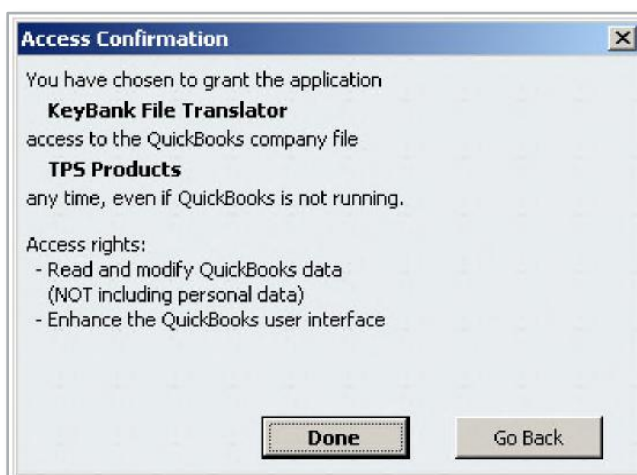 Access Confirmation
You have chosen to grant the application
KeyBank File Translator
access to the QuickBooks company file
TPS Products
any time, even if QuickBooks is not running.
Access rights:
- Read and modify QuickBooks data
(NOT including personal data)
- Enhance the QuickBooks user interface
Done
Go Back